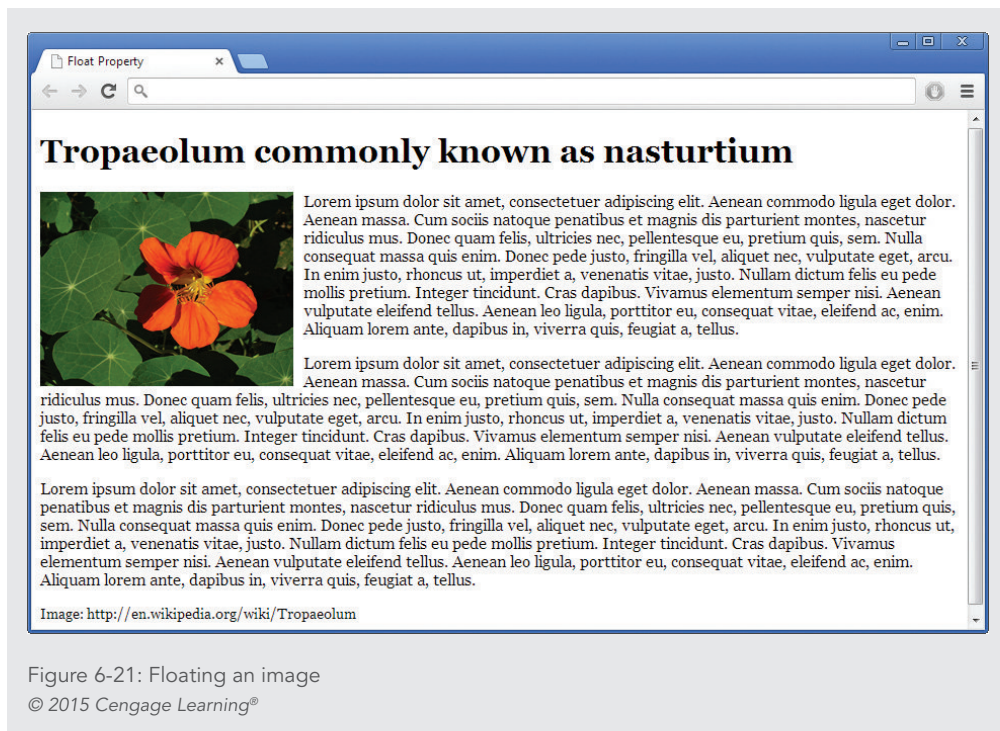 Float Property
Tropaeolum commonly known as nasturtium
Lorem ipsum dolor sit amet, consectetuer adipiscing elit. Aenean commodo ligula eget dolor.
Aenean massa. Cum sociis natoque penatibus et magnis dis parturient montes, nascetur
ridiculus mus. Donec quam felis, ultricies nec, pellentesque eu, pretium quis, sem. Nulla
consequat massa quis enim. Donec pede justo, fringilla vel, aliquet nec, vulputate eget, arcu.
In enim justo, rhoncus ut, imperdiet a, venenatis vitae, justo. Nullam dictum felis eu pede
mollis pretium. Integer tincidunt. Cras dapibus. Vivamus elementum semper nisi. Aenean
vulputate eleifend tellus. Aenean leo ligula, porttitor eu, consequat vitae, eleifend ac, enim.
Aliquam lorem ante, dapibus in, viverra quis, feugiat a, tellus.
Lorem ipsum dolor sit amet, consectetuer adipiscing elit. Aenean commodo ligula eget dolor.
Aenean massa. Cum sociis natoque penatibus et magnis dis parturient montes, nascetur
ridiculus mus. Donec quam felis, ultricies nec, pellentesque eu, pretium quis, sem. Nulla consequat massa quis enim. Donec pede
justo, fringilla vel, aliquet nec, vulputate eget, arcu. In enim justo, rhoncus ut, imperdiet a, venenatis vitae, justo. Nullam dictum
felis eu pede mollis pretium. Integer tincidunt. Cras dapibus. Vivamus elementum semper nisi. Aenean vulputate eleifend tellus.
Aenean leo ligula, porttitor eu, consequat vitae, eleifend ac, enim. Aliquam lorem ante, dapibus in, viverra quis, feugiat a, tellus.
Lorem ipsum dolor sit amet, consectetuer adipiscing elit. Aenean commodo ligula eget dolor. Aenean massa. Cum sociis natoque
penatibus et magnis dis parturient montes, nascetur ridiculus mus. Donec quam felis, ultricies nec, pellentesque eu, pretium quis,
sem. Nulla consequat massa quis enim. Donec pede justo, fringilla vel, aliquet nec, vulputate eget, arcu. In enim justo, rhoncus ut,
imperdiet a, venenatis vitae, justo. Nullam dictum felis eu pede mollis pretium. Integer tincidunt. Cras dapibus. Vivamus
elementum semper nisi. Aenean vulputate eleifend tellus. Aenean leo ligula, porttitor eu, consequat vitae, eleifend ac, enim.
Aliquam lorem ante, dapibus in, viverra quis, feugiat a, tellus.
Image: http://en.wikipedia.org/wiki/Tropaeolum
Figure 6-21: Floating an image
© 2015 Cengage Learning®